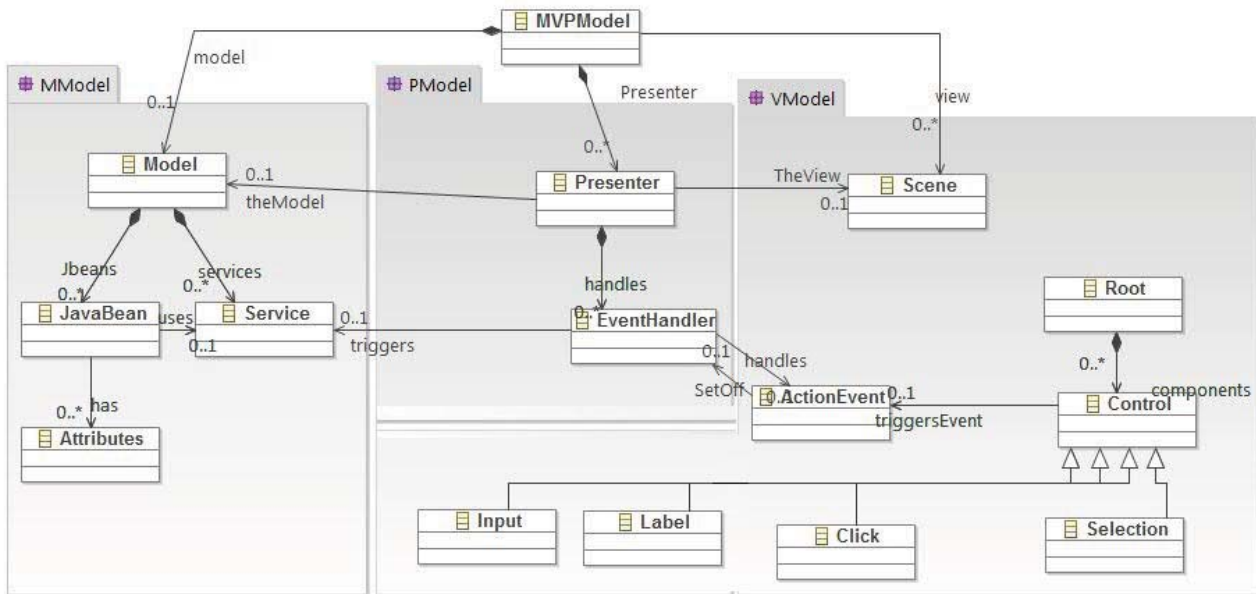 MVPModel
model
MModel
PModel
VModel
Presenter
view
0..1
0..*
0..*
Model
0..1
theModel
Presenter
TheView
0..1
Scene
Jbeans
0..*
services
0..*
handles
0..*
JavaBean
uses
0..1
Service
0..1
triggers
EventHandler
0..1
handles
SetOff
Root
0..*
components
has
0..*
Attributes
ActionEvent
0..1
triggersEvent
Control
Input
Label
Click
Selection